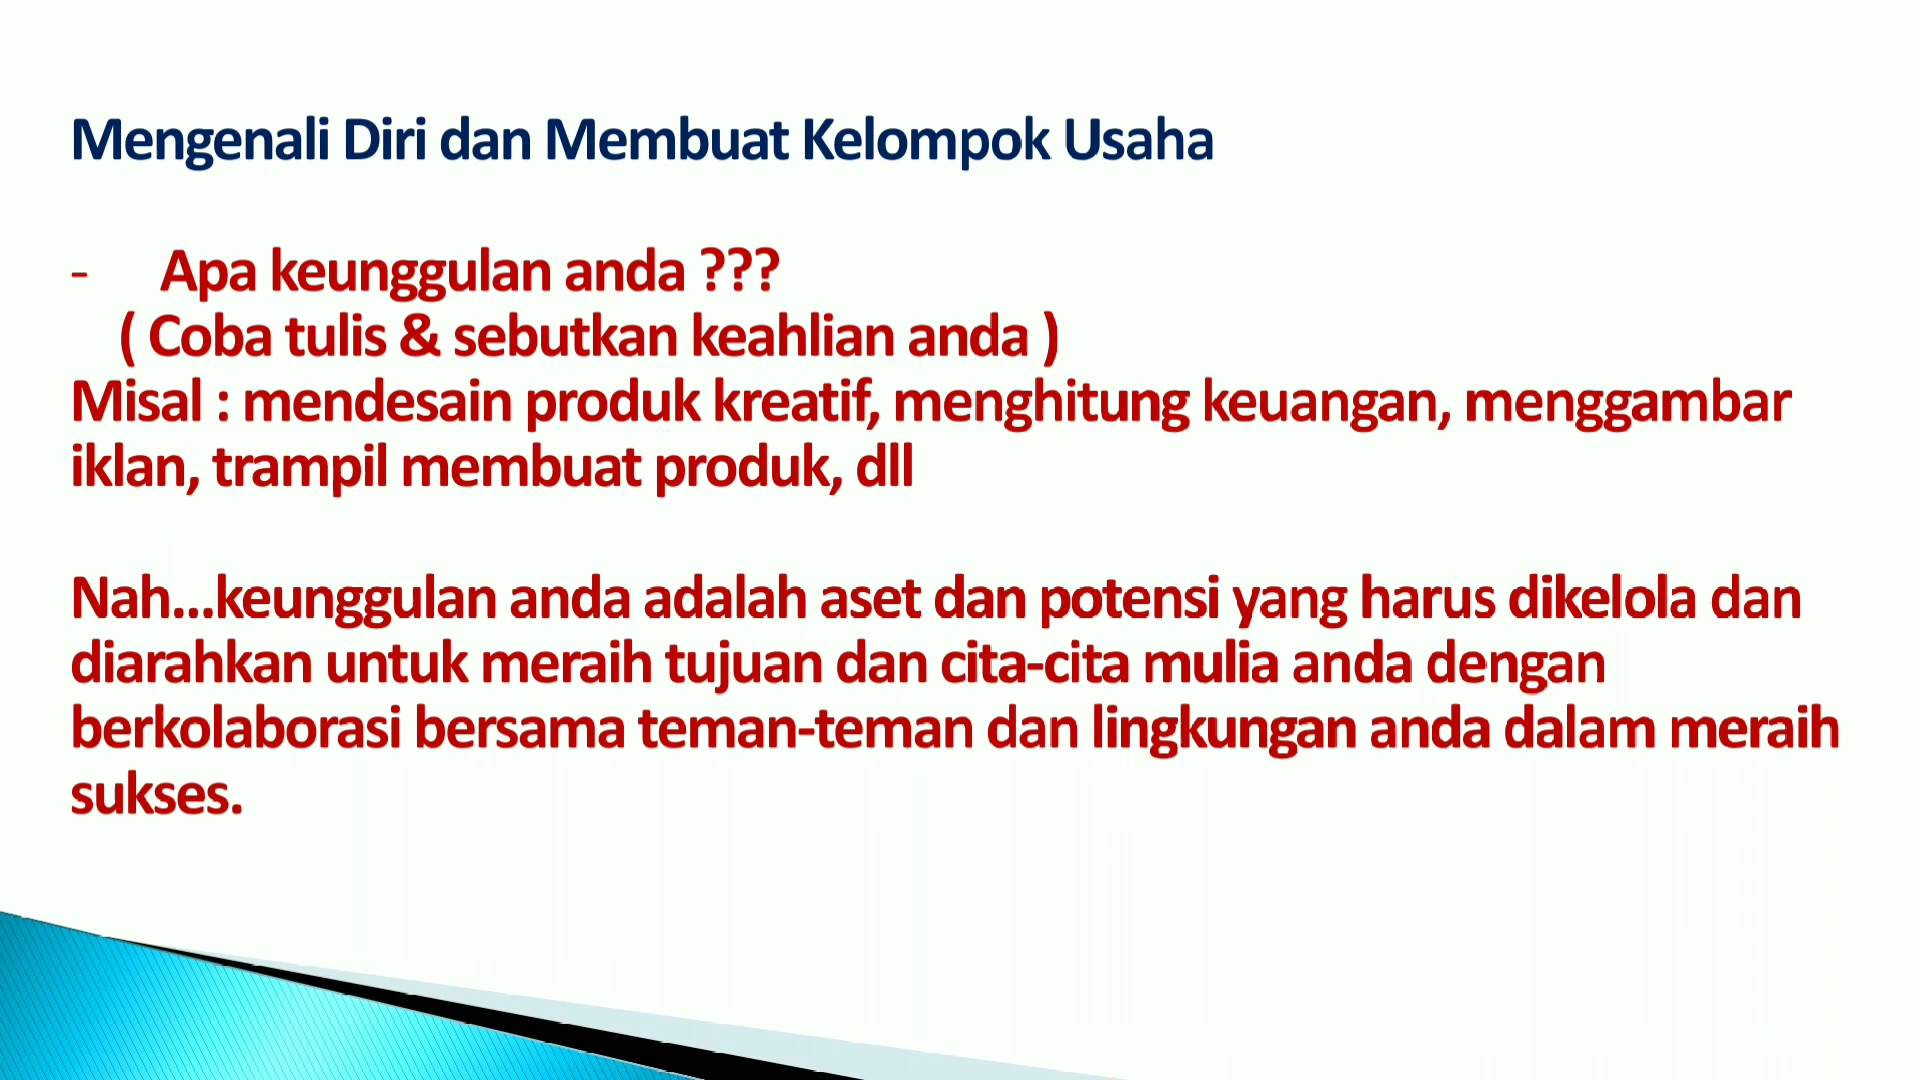 Mengenali Diri dan Membuat Kelompok Usaha
- Apa keunggulan anda ???
( Coba tulis & sebutkan keahlian anda )
Misal : mendesain produk kreatif, menghitung keuangan, menggambar
iklan, trampil membuat produk, dll
Nah...keunggulan anda adalah aset dan potensi yang harus dikelola dan
diarahkan untuk meraih tujuan dan cita-cita mulia anda dengan
berkolaborasi bersama teman-teman dan lingkungan anda dalam meraih
sukses.